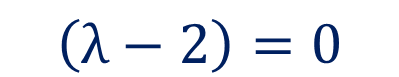 (λ − 2) = 0